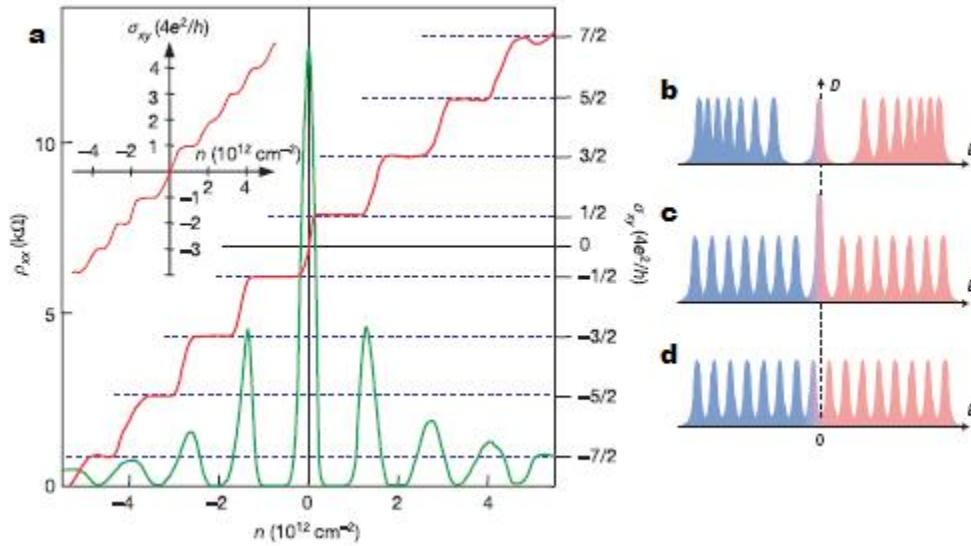 a
σxy (4e²/h)
4
3
2
1
−4
−2
n (10¹² cm⁻²)
2
4
−1
−2
−3
10
5
0
ρxx (kΩ)
7/2
5/2
3/2
1/2
0
−1/2
−3/2
−5/2
−7/2
σxy (4e²/h)
−4
−2
0
2
4
n (10¹² cm⁻²)
b
D
c
d
0